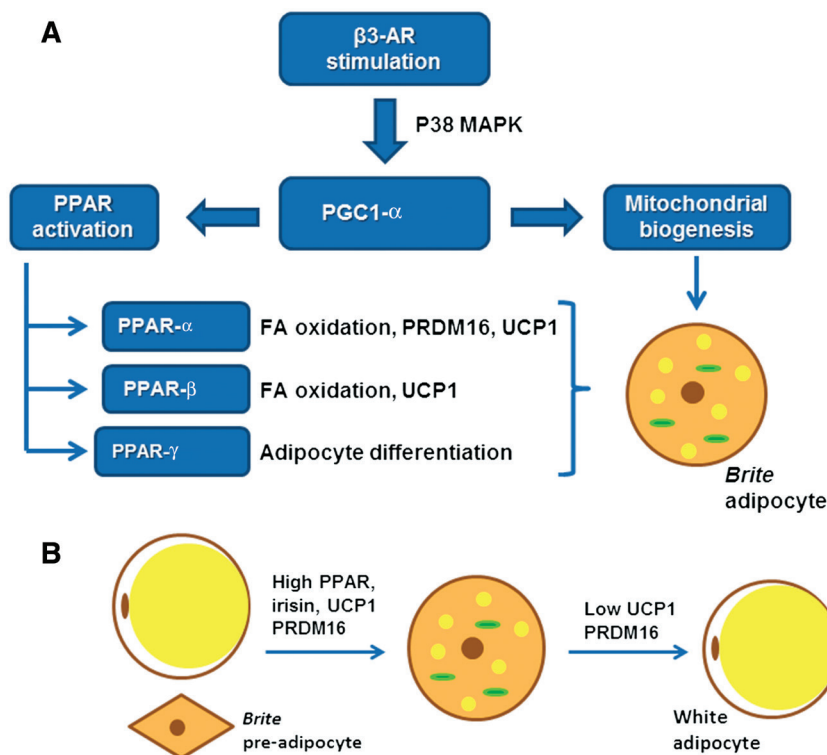 A
β3-AR
stimulation
P38 MAPK
PPAR
activation
PGC1-α
Mitochondrial
biogenesis
PPAR-α
FA oxidation, PRDM16, UCP1
PPAR-β
FA oxidation, UCP1
PPAR-γ
Adipocyte differentiation
Brite
adipocyte
B
High PPAR,
irisin, UCP1
PRDM16
Low UCP1
PRDM16
Brite
pre-adipocyte
White
adipocyte